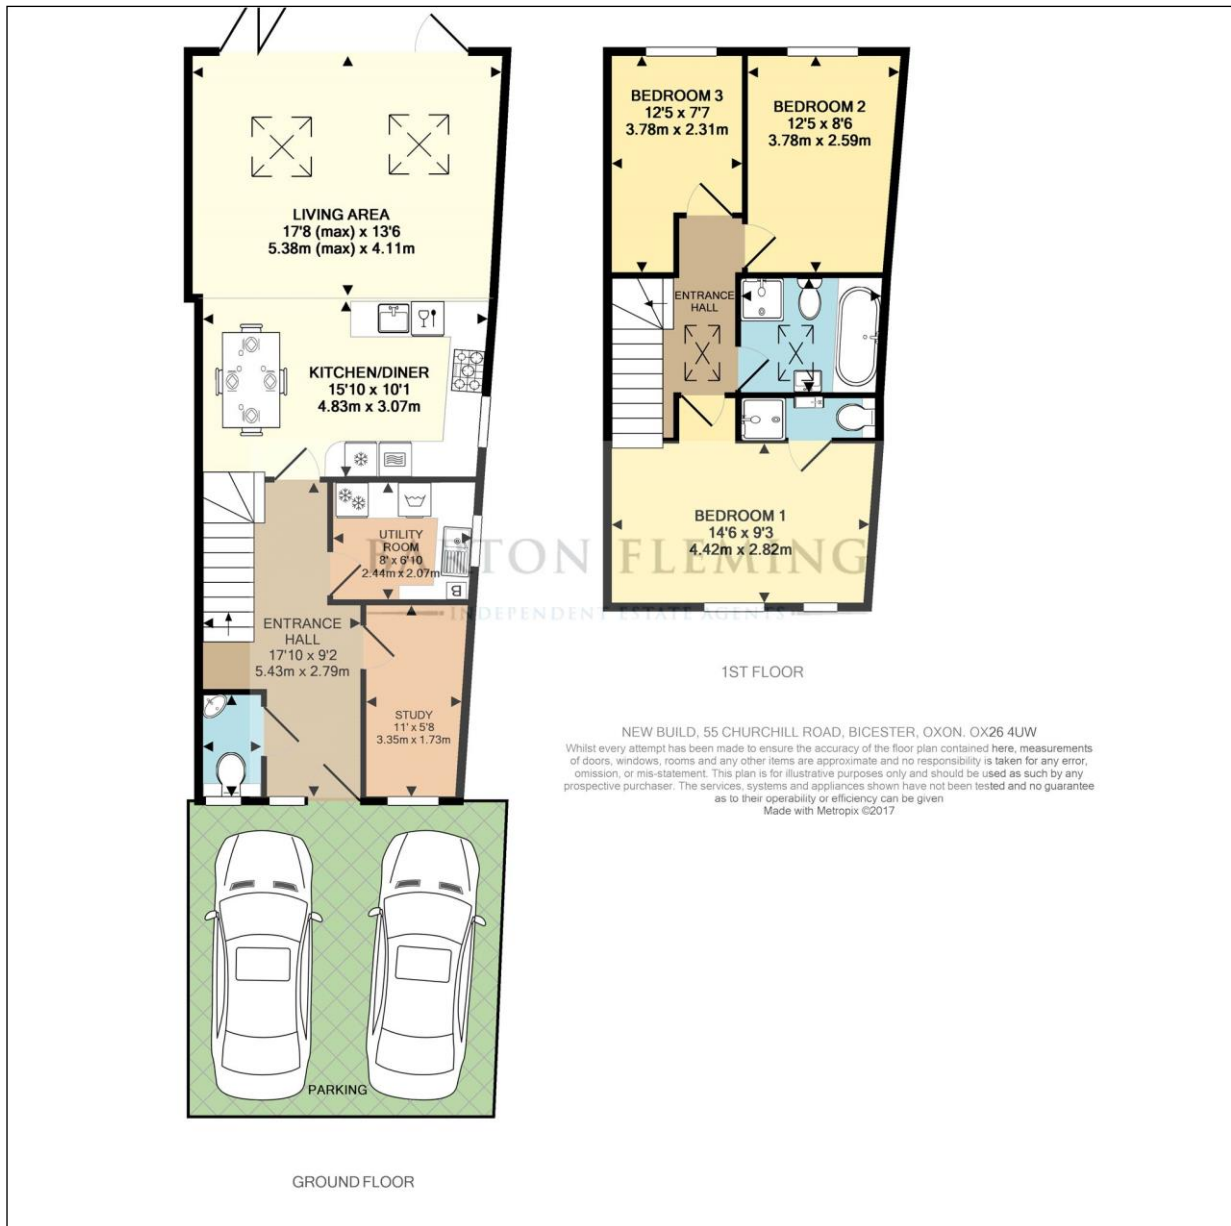 LIVING AREA
17'8 (max) x 13'6
5.38m (max) x 4.11m
KITCHEN/DINER
15'10 x 10'1
4.83m x 3.07m
UTILITY
ROOM
8' x 6'10
2.44m x 2.07m
B
ENTRANCE
HALL
17'10 x 9'2
5.43m x 2.79m
STUDY
11' x 5'8
3.35m x 1.73m
PARKING
GROUND FLOOR
BEDROOM 3
12'5 x 7'7
3.78m x 2.31m
BEDROOM 2
12'5 x 8'6
3.78m x 2.59m
ENTRANCE
HALL
BEDROOM 1
14'6 x 9'3
4.42m x 2.82m
FLEMING
INDEPENDENT ESTATE AGENTS
1ST FLOOR
NEW BUILD, 55 CHURCHILL ROAD, BICESTER, OXON. OX26 4UW
Whilst every attempt has been made to ensure the accuracy of the floor plan contained here, measurements
of doors, windows, rooms and any other items are approximate and no responsibility is taken for any error,
omission, or mis-statement. This plan is for illustrative purposes only and should be used as such by any
prospective purchaser. The services, systems and appliances shown have not been tested and no guarantee
as to their operability or efficiency can be given
Made with Metropix ©2017